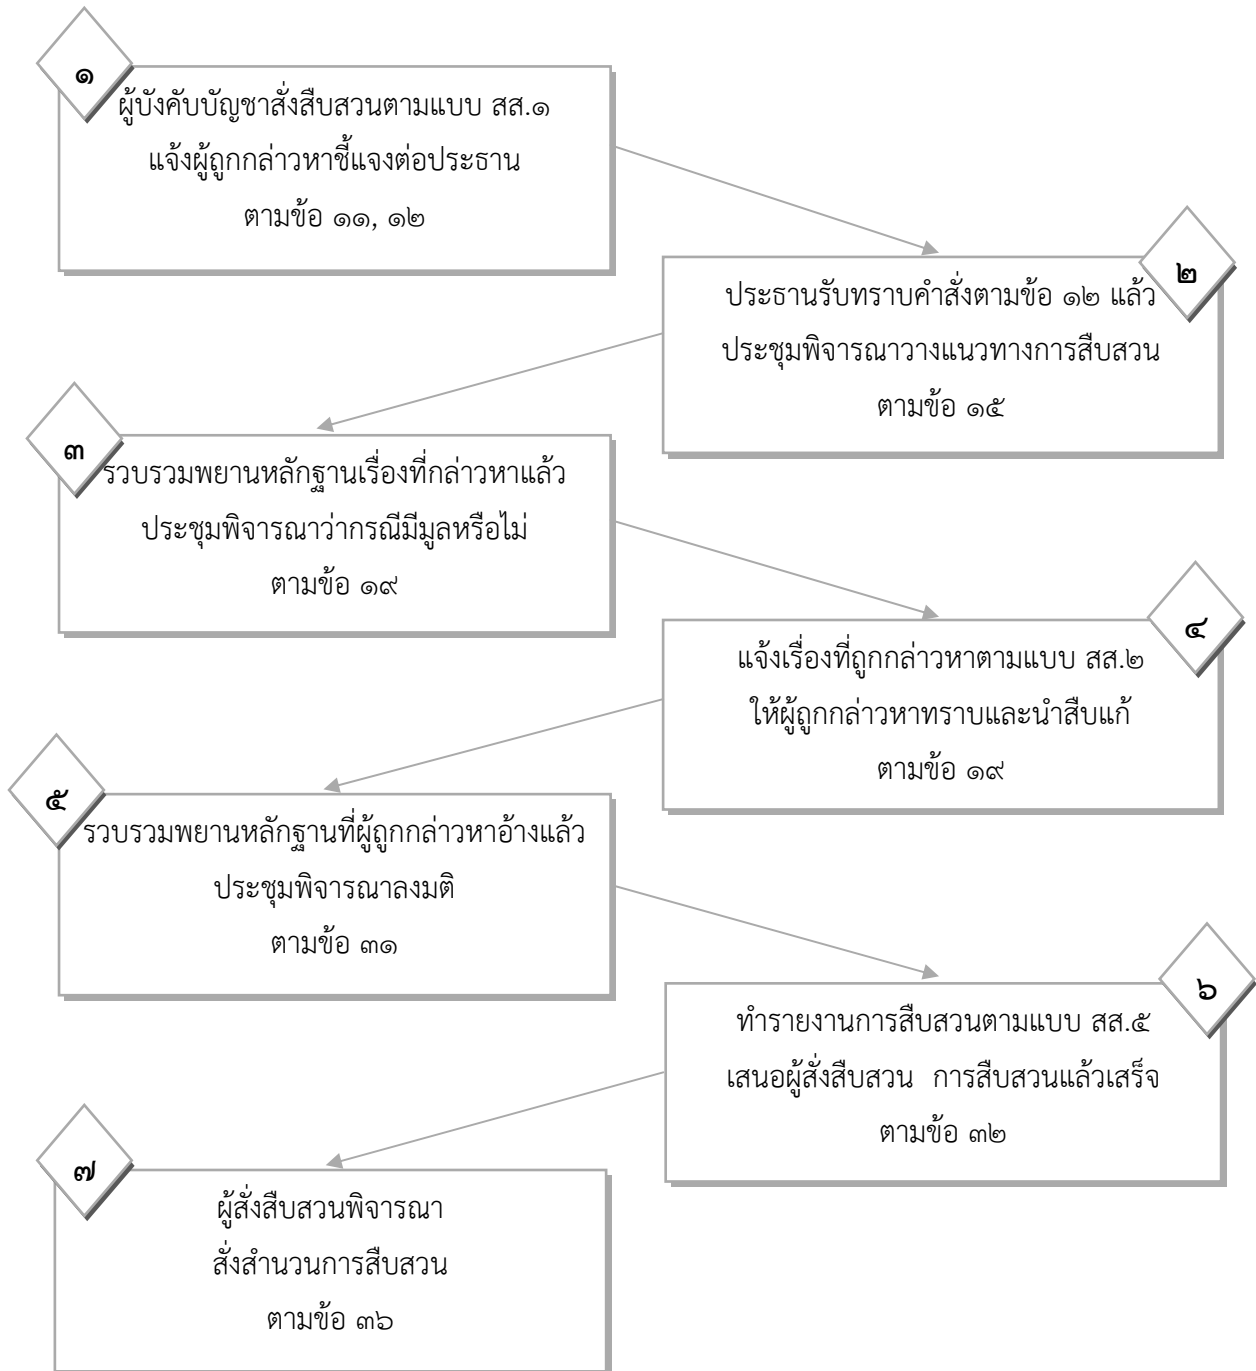 ๑
ผู้บังคับบัญชาสั่งสืบสวนตามแบบ สส.๑
แจ้งผู้ถูกกล่าวหาชี้แจงต่อประธาน
ตามข้อ ๑๑, ๑๒
๒
ประธานรับทราบคำสั่งตามข้อ ๑๒ แล้ว
ประชุมพิจารณาวางแนวทางการสืบสวน
ตามข้อ ๑๕
๓
รวบรวมพยานหลักฐานเรื่องที่กล่าวหาแล้ว
ประชุมพิจารณาว่ากรณีมีมูลหรือไม่
ตามข้อ ๑๙
๔
แจ้งเรื่องที่ถูกกล่าวหาตามแบบ สส.๒
ให้ผู้ถูกกล่าวหาทราบและนำสืบแก้
ตามข้อ ๑๙
๕
รวบรวมพยานหลักฐานที่ผู้ถูกกล่าวหาอ้างแล้ว
ประชุมพิจารณาลงมติ
ตามข้อ ๓๑
๖
ทำรายงานการสืบสวนตามแบบ สส.๕
เสนอผู้สั่งสืบสวน การสืบสวนแล้วเสร็จ
ตามข้อ ๓๒
๗
ผู้สั่งสืบสวนพิจารณา
สั่งสำนวนการสืบสวน
ตามข้อ ๓๖